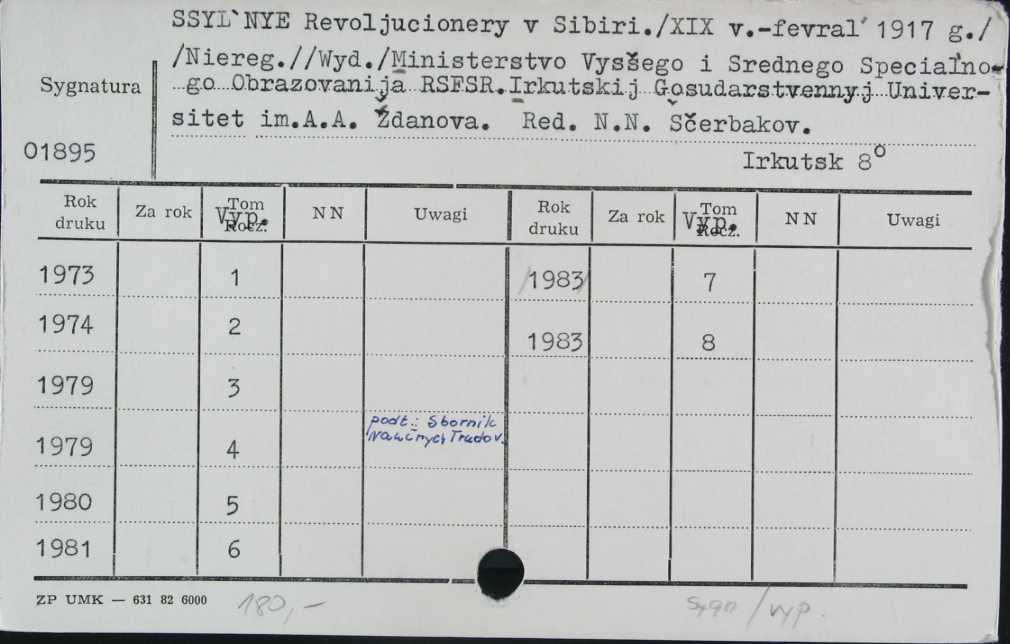 SSYL`NYE Revoljucionery v Sibiri./XIX v.-fevral´ 1917 g./
/Niereg.//Wyd./Ministerstvo Vysšego i Srednego Special´no-
Sygnatura
go Obrazovanija RSFSR.Irkutskij Gosudarstvennyj Univer-
sitet im.A.A. Ždanova. Red. N.N. Ščerbakov.
01895
Irkutsk 8°
Rok druku Za rok Tom Vyp. Rocz. NN Uwagi Rok druku Za rok Tom Vyp. Rocz. NN Uwagi
1973 1 /1983/ 7
1974 2 1983 8
1979 3
1979 4 podt.: Sbornik Naučnych Trudov.
1980 5
1981 6
ZP UMK — 631 82 6000 180,- sygn/vyp.